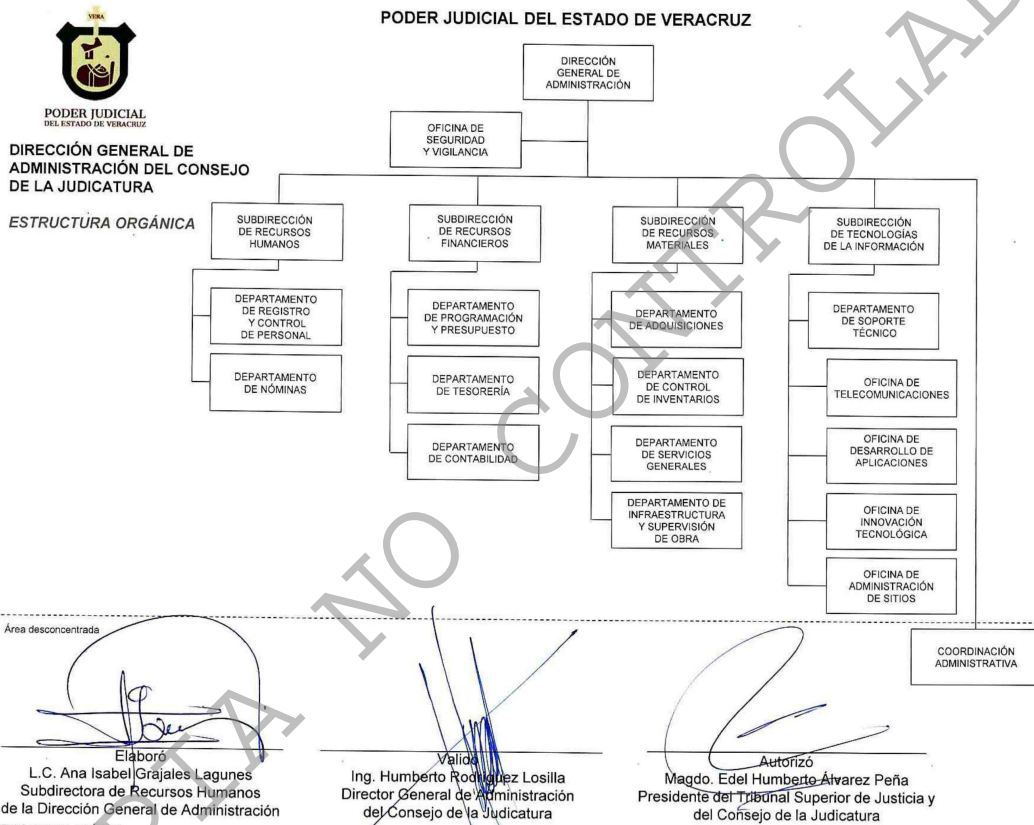 PODER JUDICIAL DEL ESTADO DE VERACRUZ
VERA
PODER JUDICIAL
DEL ESTADO DE VERACRUZ
DIRECCIÓN GENERAL DE
ADMINISTRACIÓN DEL CONSEJO
DE LA JUDICATURA
ESTRUCTURA ORGÁNICA
DIRECCIÓN
GENERAL DE
ADMINISTRACIÓN
OFICINA DE
SEGURIDAD
Y VIGILANCIA
SUBDIRECCIÓN
DE RECURSOS
HUMANOS
DEPARTAMENTO
DE REGISTRO
Y CONTROL
DE PERSONAL
DEPARTAMENTO
DE NÓMINAS
SUBDIRECCIÓN
DE RECURSOS
FINANCIEROS
DEPARTAMENTO
DE PROGRAMACIÓN
Y PRESUPUESTO
DEPARTAMENTO
DE TESORERÍA
DEPARTAMENTO
DE CONTABILIDAD
SUBDIRECCIÓN
DE RECURSOS
MATERIALES
DEPARTAMENTO
DE ADQUISICIONES
DEPARTAMENTO
DE CONTROL
DE INVENTARIOS
DEPARTAMENTO
DE SERVICIOS
GENERALES
DEPARTAMENTO DE
INFRAESTRUCTURA
Y SUPERVISIÓN
DE OBRA
SUBDIRECCIÓN
DE TECNOLOGÍAS
DE LA INFORMACIÓN
DEPARTAMENTO
DE SOPORTE
TÉCNICO
OFICINA DE
TELECOMUNICACIONES
OFICINA DE
DESARROLLO DE
APLICACIONES
OFICINA DE
INNOVACIÓN
TECNOLÓGICA
OFICINA DE
ADMINISTRACIÓN
DE SITIOS
Área desconcentrada
COORDINACIÓN
ADMINISTRATIVA
Elaboró
L.C. Ana Isabel Grajales Lagunes
Subdirectora de Recursos Humanos
de la Dirección General de Administración
Validó
Ing. Humberto Rodríguez Losilla
Director General de Administración
del Consejo de la Judicatura
Autorizó
Magdo. Edel Humberto Álvarez Peña
Presidente del Tribunal Superior de Justicia y
del Consejo de la Judicatura
NO CONTROLAD